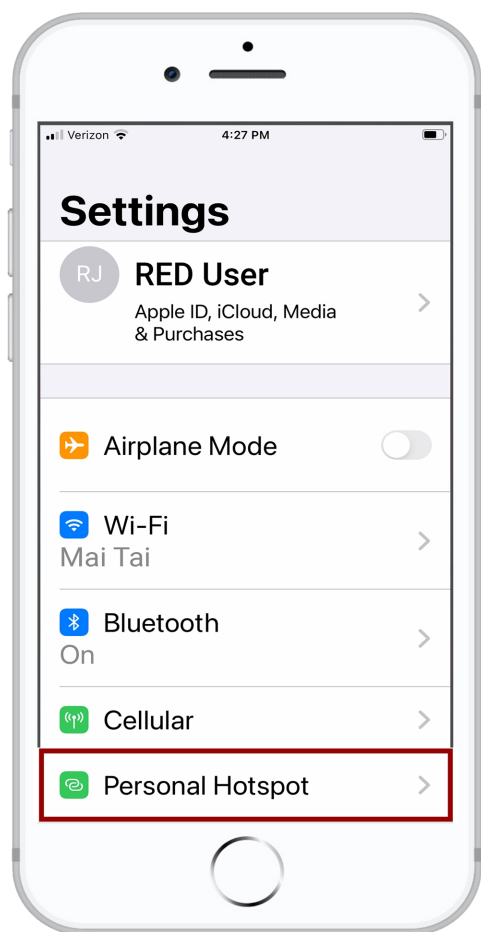 Verizon 4:27 PM
Settings
RJ
RED User
Apple ID, iCloud, Media
& Purchases
Airplane Mode
Wi-Fi
Mai Tai
Bluetooth
On
Cellular
Personal Hotspot